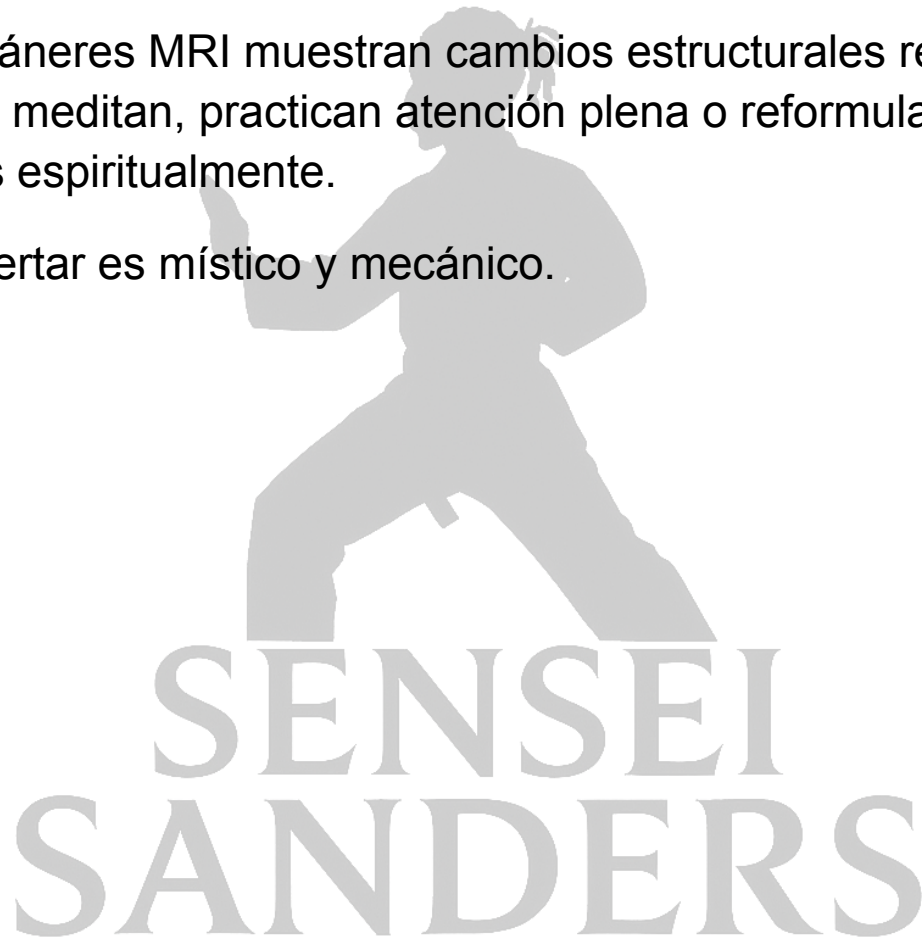 áneres MRI muestran cambios estructurales re
meditan, practican atención plena o reformula
s espiritualmente.
ertar es místico y mecánico.
SENSEI
SANDERS